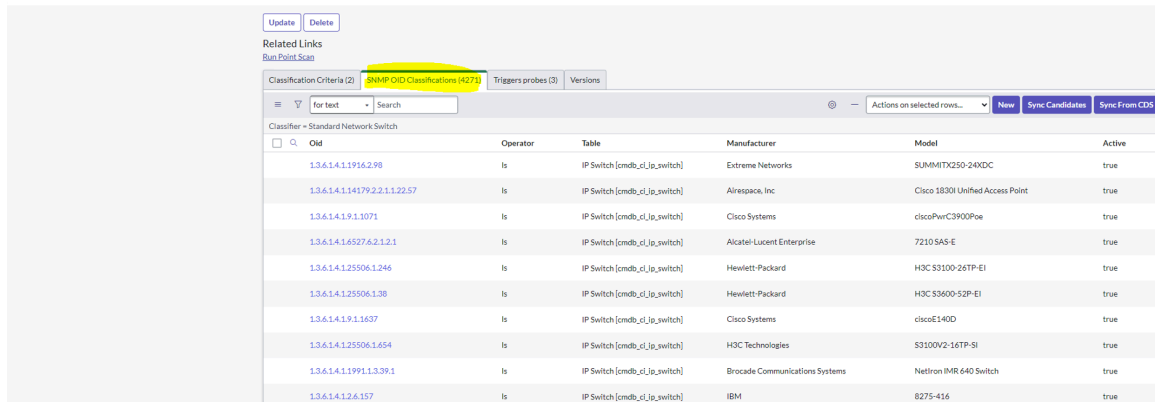 Update Delete
Related Links
Run Point Scan
Classification Criteria (2) SNMP OID Classifications (4271) Triggers probes (3) Versions
for text Search Actions on selected rows... New Sync Candidates Sync From CDS
Classifier = Standard Network Switch
Oid Operator Table Manufacturer Model Active
1.3.6.1.4.1.1916.2.98 Is IP Switch [cmdb_ci_ip_switch] Extreme Networks SUMMITX250-24XDC true
1.3.6.1.4.1.14179.2.2.1.1.22.57 Is IP Switch [cmdb_ci_ip_switch] Airespace, Inc Cisco 1830I Unified Access Point true
1.3.6.1.4.1.9.1.1071 Is IP Switch [cmdb_ci_ip_switch] Cisco Systems ciscoPwrC3900Poe true
1.3.6.1.4.1.6527.6.2.1.2.1 Is IP Switch [cmdb_ci_ip_switch] Alcatel-Lucent Enterprise 7210 SAS-E true
1.3.6.1.4.1.25506.1.246 Is IP Switch [cmdb_ci_ip_switch] Hewlett-Packard H3C S3100-26TP-EI true
1.3.6.1.4.1.25506.1.38 Is IP Switch [cmdb_ci_ip_switch] Hewlett-Packard H3C S3600-52P-EI true
1.3.6.1.4.1.9.1.1637 Is IP Switch [cmdb_ci_ip_switch] Cisco Systems ciscoE140D true
1.3.6.1.4.1.25506.1.654 Is IP Switch [cmdb_ci_ip_switch] H3C Technologies S3100V2-16TP-SI true
1.3.6.1.4.1.1991.1.3.39.1 Is IP Switch [cmdb_ci_ip_switch] Brocade Communications Systems NetIron IMR 640 Switch true
1.3.6.1.4.1.2.6.157 Is IP Switch [cmdb_ci_ip_switch] IBM 8275-416 true